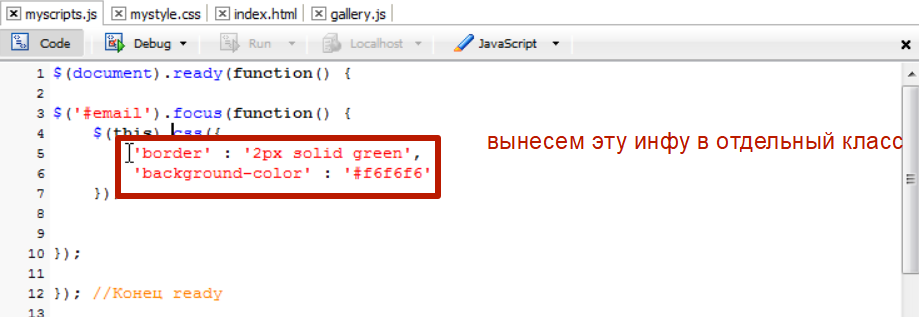 myscripts.js mystyle.css index.html gallery.js
Code Debug Run Localhost JavaScript
1 $(document).ready(function() {
2
3 $('#email').focus(function() {
4 $(this).css({
5 'border' : '2px solid green',
6 'background-color' : '#f6f6f6'
7 })
8
9
10 });
11
12 }); //Конец ready
13
вынесем эту инфу в отдельный класс